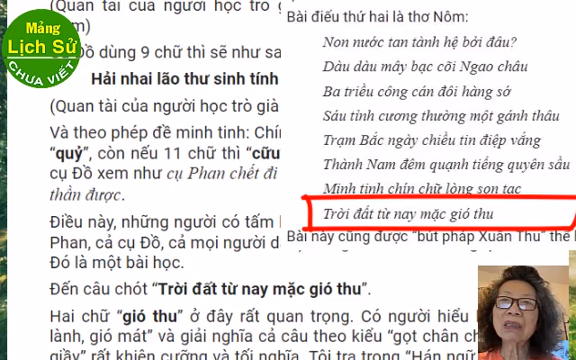 Mảng
Lịch Sử
CHƯA VIẾT
(Quan tài của người học trò g
m)
ồ dùng 9 chữ thì sẽ như sa
Hải nhai lão thư sinh tính
(Quan tài của người học trò già
Và theo phép đề minh tinh: Chín
“quỷ”, còn nếu 11 chữ thì “cữu
cụ Đồ xem như cụ Phan chết đi
thần được.
Điều này, những người có tấm l
Phan, cả cụ Đồ, cả mọi người d
Đó là một bài học.
Đến câu chót “Trời đất từ nay mặc gió thu”.
Hai chữ “gió thu” ở đây rất quan trọng. Có người hiểu
lành, gió mát” và giải nghĩa cả câu theo kiểu “gọt chân ch
giầy” rất khiên cưỡng và tối nghĩa. Tôi tra trong “Hán ngữ
Bài điếu thứ hai là thơ Nôm:
Non nước tan tành hệ bởi đâu?
Dàu dàu mây bạc cõi Ngao châu
Ba triều công cán đôi hàng sớ
Sáu tỉnh cương thường một gánh thâu
Trạm Bắc ngày chiều tin điệp vắng
Thành Nam đêm quạnh tiếng quyên sầu
Minh tinh chín chữ lòng son tạc
Trời đất từ nay mặc gió thu
Bài này cũng được “bút pháp Xuân Thu” thể h